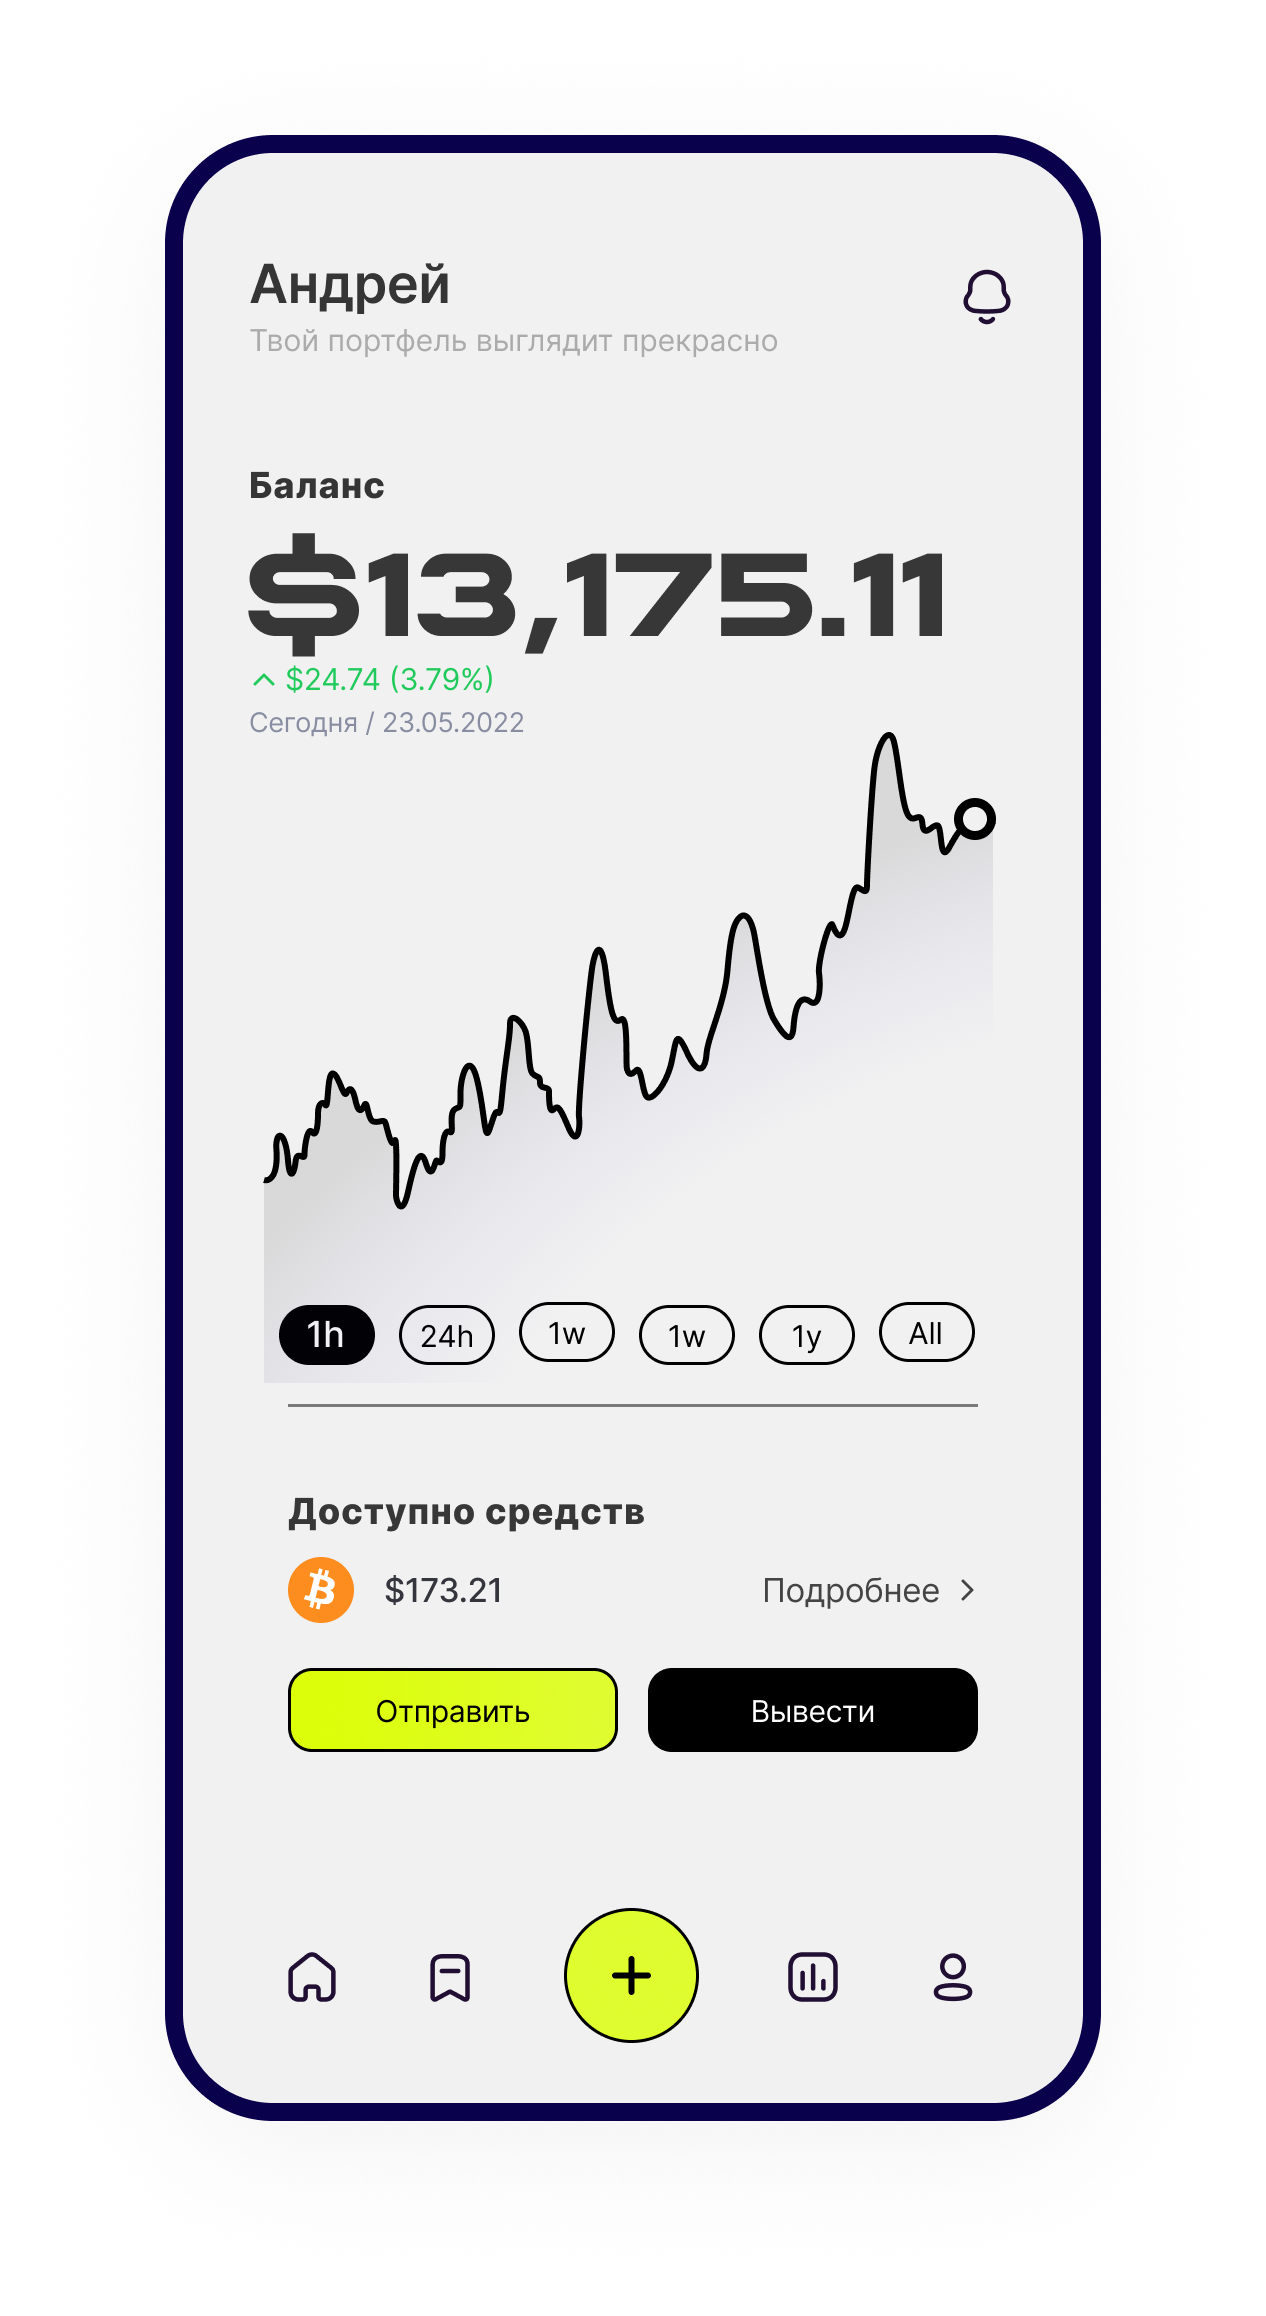 Андрей
Твой портфель выглядит прекрасно
Баланс
$13,175.11
$24.74 (3.79%)
Сегодня / 23.05.2022
1h 24h 1w 1w 1y All
Доступно средств
$173.21 Подробнее
Отправить Вывести